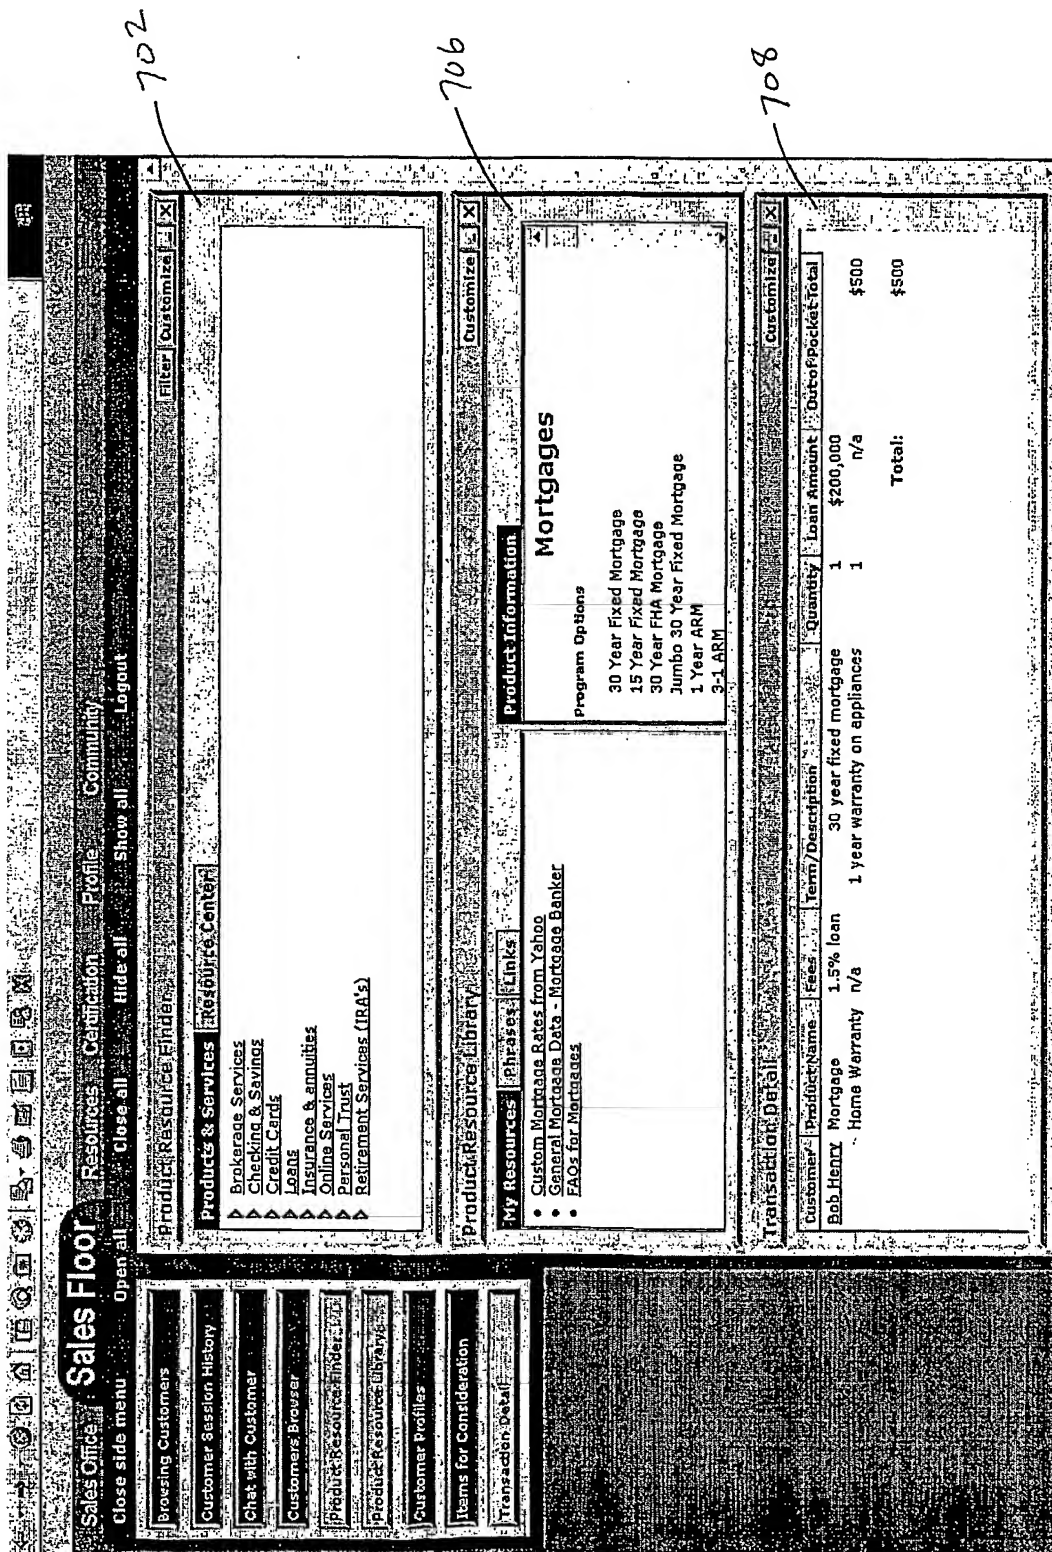 Sales Office
Sales Floor
Resources
Certification
Profile
Community
Close side menu
Open all
Close all
Hide all
Show all
Logout
Browsing Customers
Customer Session History
Chat with Customer
Customers Browser
Product Resource Finder
Product Resource Library
Customer Profiles
Items for Consideration
Transaction Detail
Product Resource Finder
Filter
Customize
702
Products & Services
Resource Center
Brokerage Services
Checking & Savings
Credit Cards
Loans
Insurance & annuities
Online Services
Personal Trust
Retirement Services (IRA's)
Product Resource Library
Customize
706
My Resources
Phrases
Links
Custom Mortgage Rates from Yahoo
General Mortgage Data - Mortgage Banker
FAQs for Mortgages
Product Information
Mortgages
Program Options
30 Year Fixed Mortgage
15 Year Fixed Mortgage
30 Year FHA Mortgage
Jumbo 30 Year Fixed Mortgage
1 Year ARM
3-1 ARM
Transaction Detail
Customize
708
Customer Product Name Fees Term/Description Quantity Loan Amount Out of Pocket Total
Bob Henry Mortgage 1.5% loan 30 year fixed mortgage 1 $200,000
Home Warranty n/a 1 year warranty on appliances 1 n/a $500
Total: $500